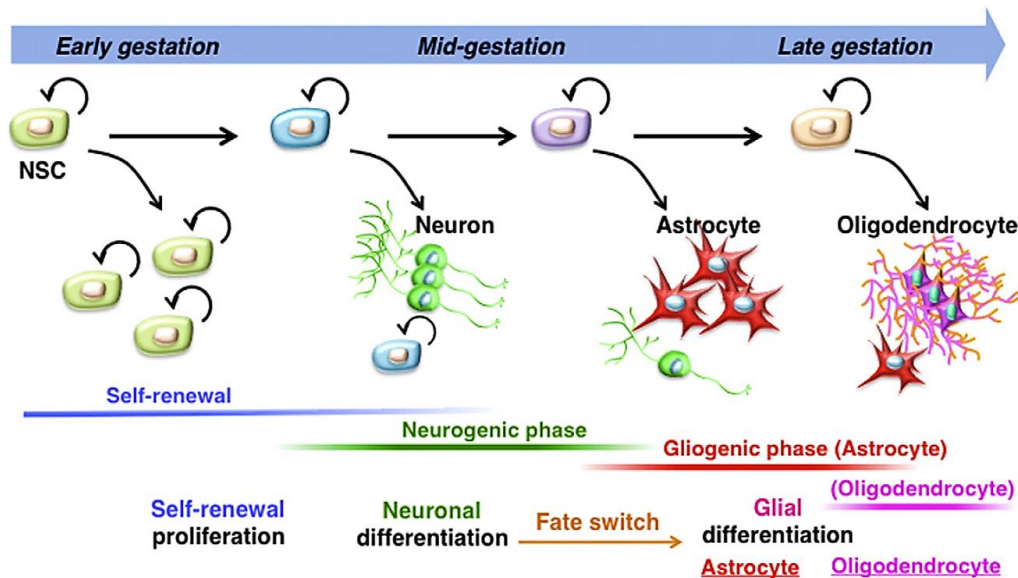 Early gestation
Mid-gestation
Late gestation
NSC
Neuron
Astrocyte
Oligodendrocyte
Self-renewal
Neurogenic phase
Gliogenic phase (Astrocyte)
(Oligodendrocyte)
Self-renewal
proliferation
Neuronal
differentiation
Fate switch
Glial
differentiation
Astrocyte
Oligodendrocyte